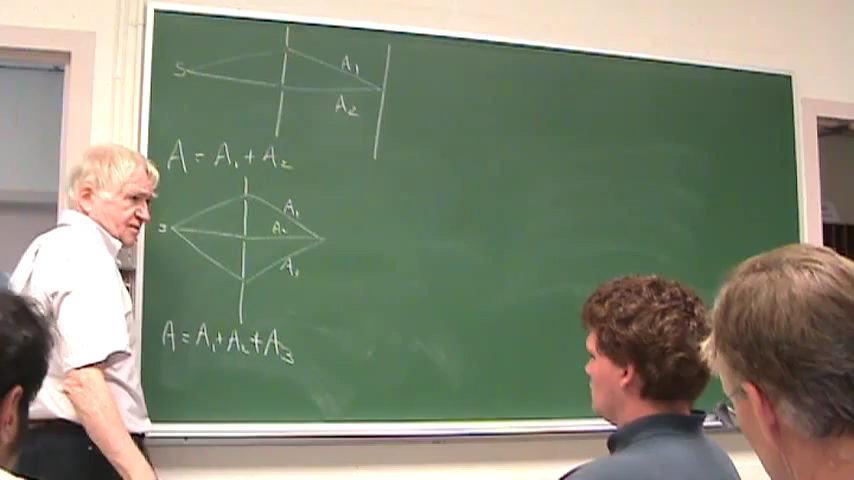 S A₁
A₂
A = A₁ + A₂
S A₁
A₂
A₃
A = A₁ + A₂ + A₃